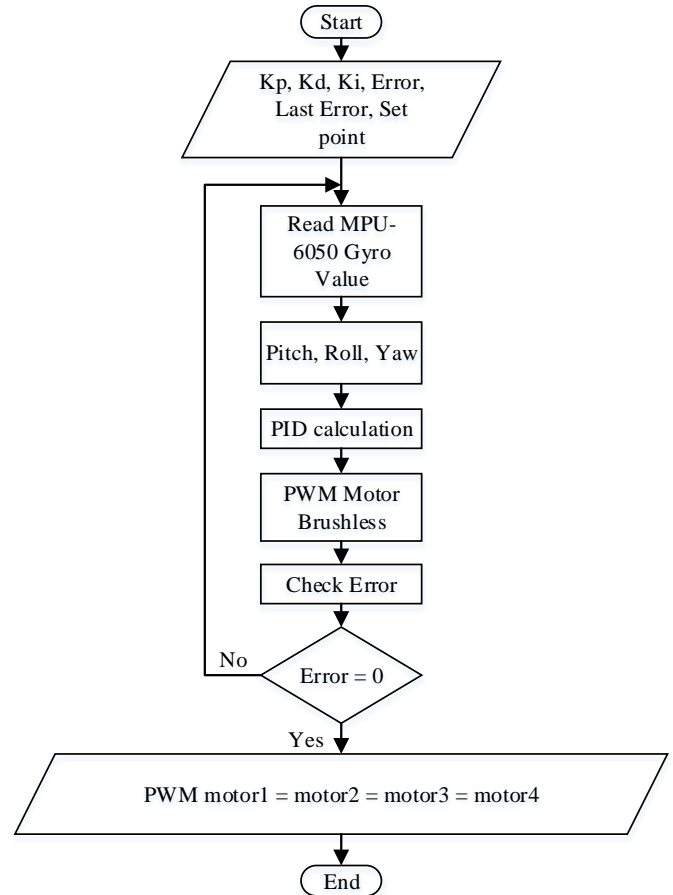 Start
Kp, Kd, Ki, Error,
Last Error, Set
point
Read MPU-
6050 Gyro
Value
Pitch, Roll, Yaw
PID calculation
PWM Motor
Brushless
Check Error
No
Error = 0
Yes
PWM motor1 = motor2 = motor3 = motor4
End